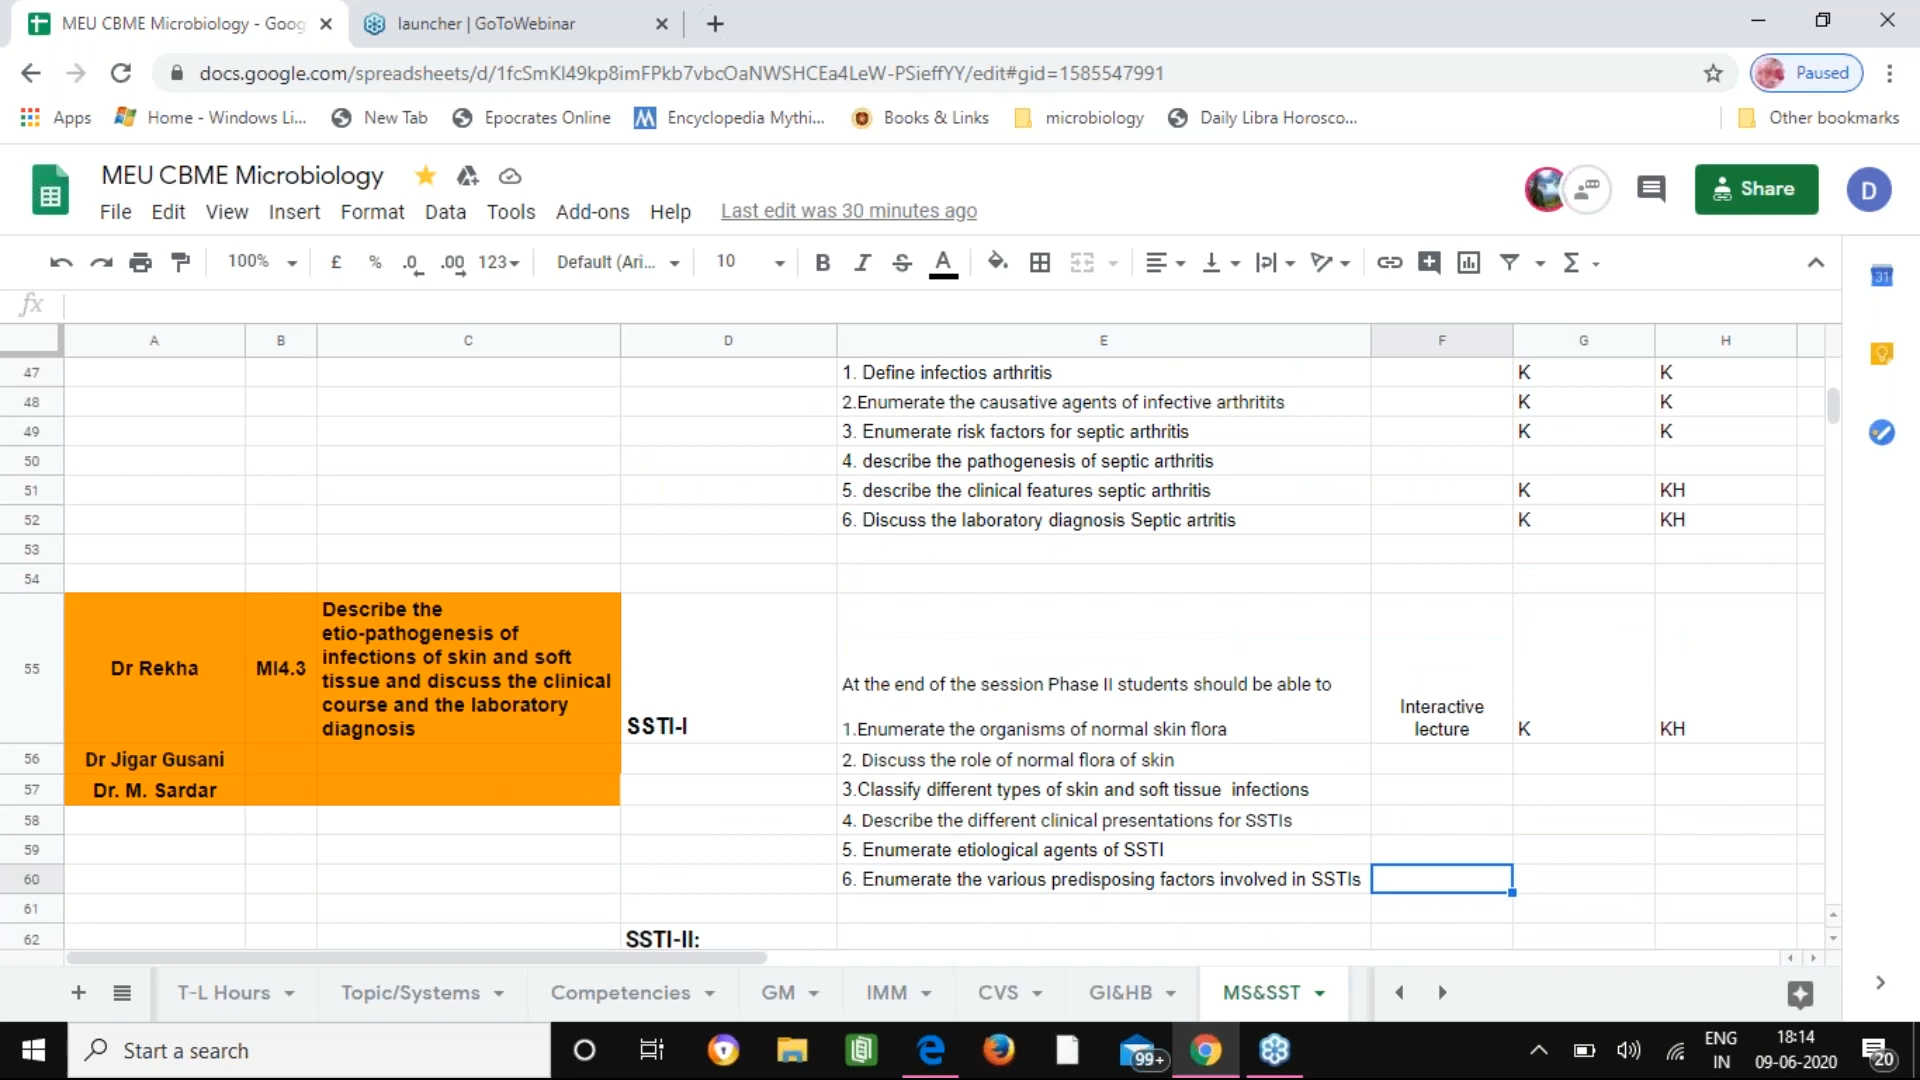 MEU CBME Microbiology - Goog
launcher | GoToWebinar
docs.google.com/spreadsheets/d/1fcSmKl49kp8imFPkb7vbcOaNWSHCEa4LeW-PSieffYY/edit#gid=1585547991
Paused
Apps
Home - Windows Li...
New Tab
Epocrates Online
Encyclopedia Mythi...
Books & Links
microbiology
Daily Libra Horosco...
Other bookmarks
MEU CBME Microbiology
Share
D
File Edit View Insert Format Data Tools Add-ons Help Last edit was 30 minutes ago
100% £ % .0 .00 123 Default (Ari... 10 B I S A Σ
31
fx
A B C D E F G H
47 1. Define infectios arthritis K K
48 2.Enumerate the causative agents of infective arthritits K K
49 3. Enumerate risk factors for septic arthritis K K
50 4. describe the pathogenesis of septic arthritis
51 5. describe the clinical features septic arthritis K KH
52 6. Discuss the laboratory diagnosis Septic artritis K KH
53
54
55
Dr Rekha
MI4.3
Describe the
etio-pathogenesis of
infections of skin and soft
tissue and discuss the clinical
course and the laboratory
diagnosis
SSTI-I
At the end of the session Phase II students should be able to
1.Enumerate the organisms of normal skin flora
Interactive
lecture
K
KH
56 Dr Jigar Gusani 2. Discuss the role of normal flora of skin
57 Dr. M. Sardar 3.Classify different types of skin and soft tissue infections
58 4. Describe the different clinical presentations for SSTIs
59 5. Enumerate etiological agents of SSTI
60 6. Enumerate the various predisposing factors involved in SSTIs
61
62 SSTI-II:
T-L Hours
Topic/Systems
Competencies
GM
IMM
CVS
GI&HB
MS&SST
Start a search
99+
ENG
IN
18:14
09-06-2020
20